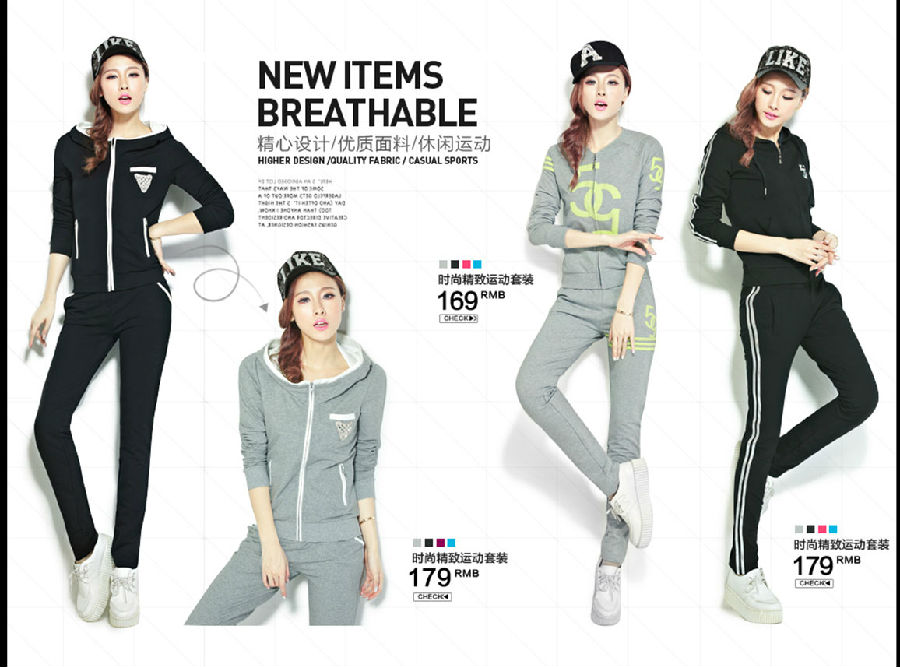 NEW ITEMS
BREATHABLE
精心设计/优质面料/休闲运动
HIGHER DESIGN /QUALITY FABRIC / CASUAL SPORTS
LIKE
LIKE
A
LIKE
5
5
时尚精致运动套装
169 RMB
CHECK
时尚精致运动套装
179 RMB
CHECK
时尚精致运动套装
179 RMB
CHECK